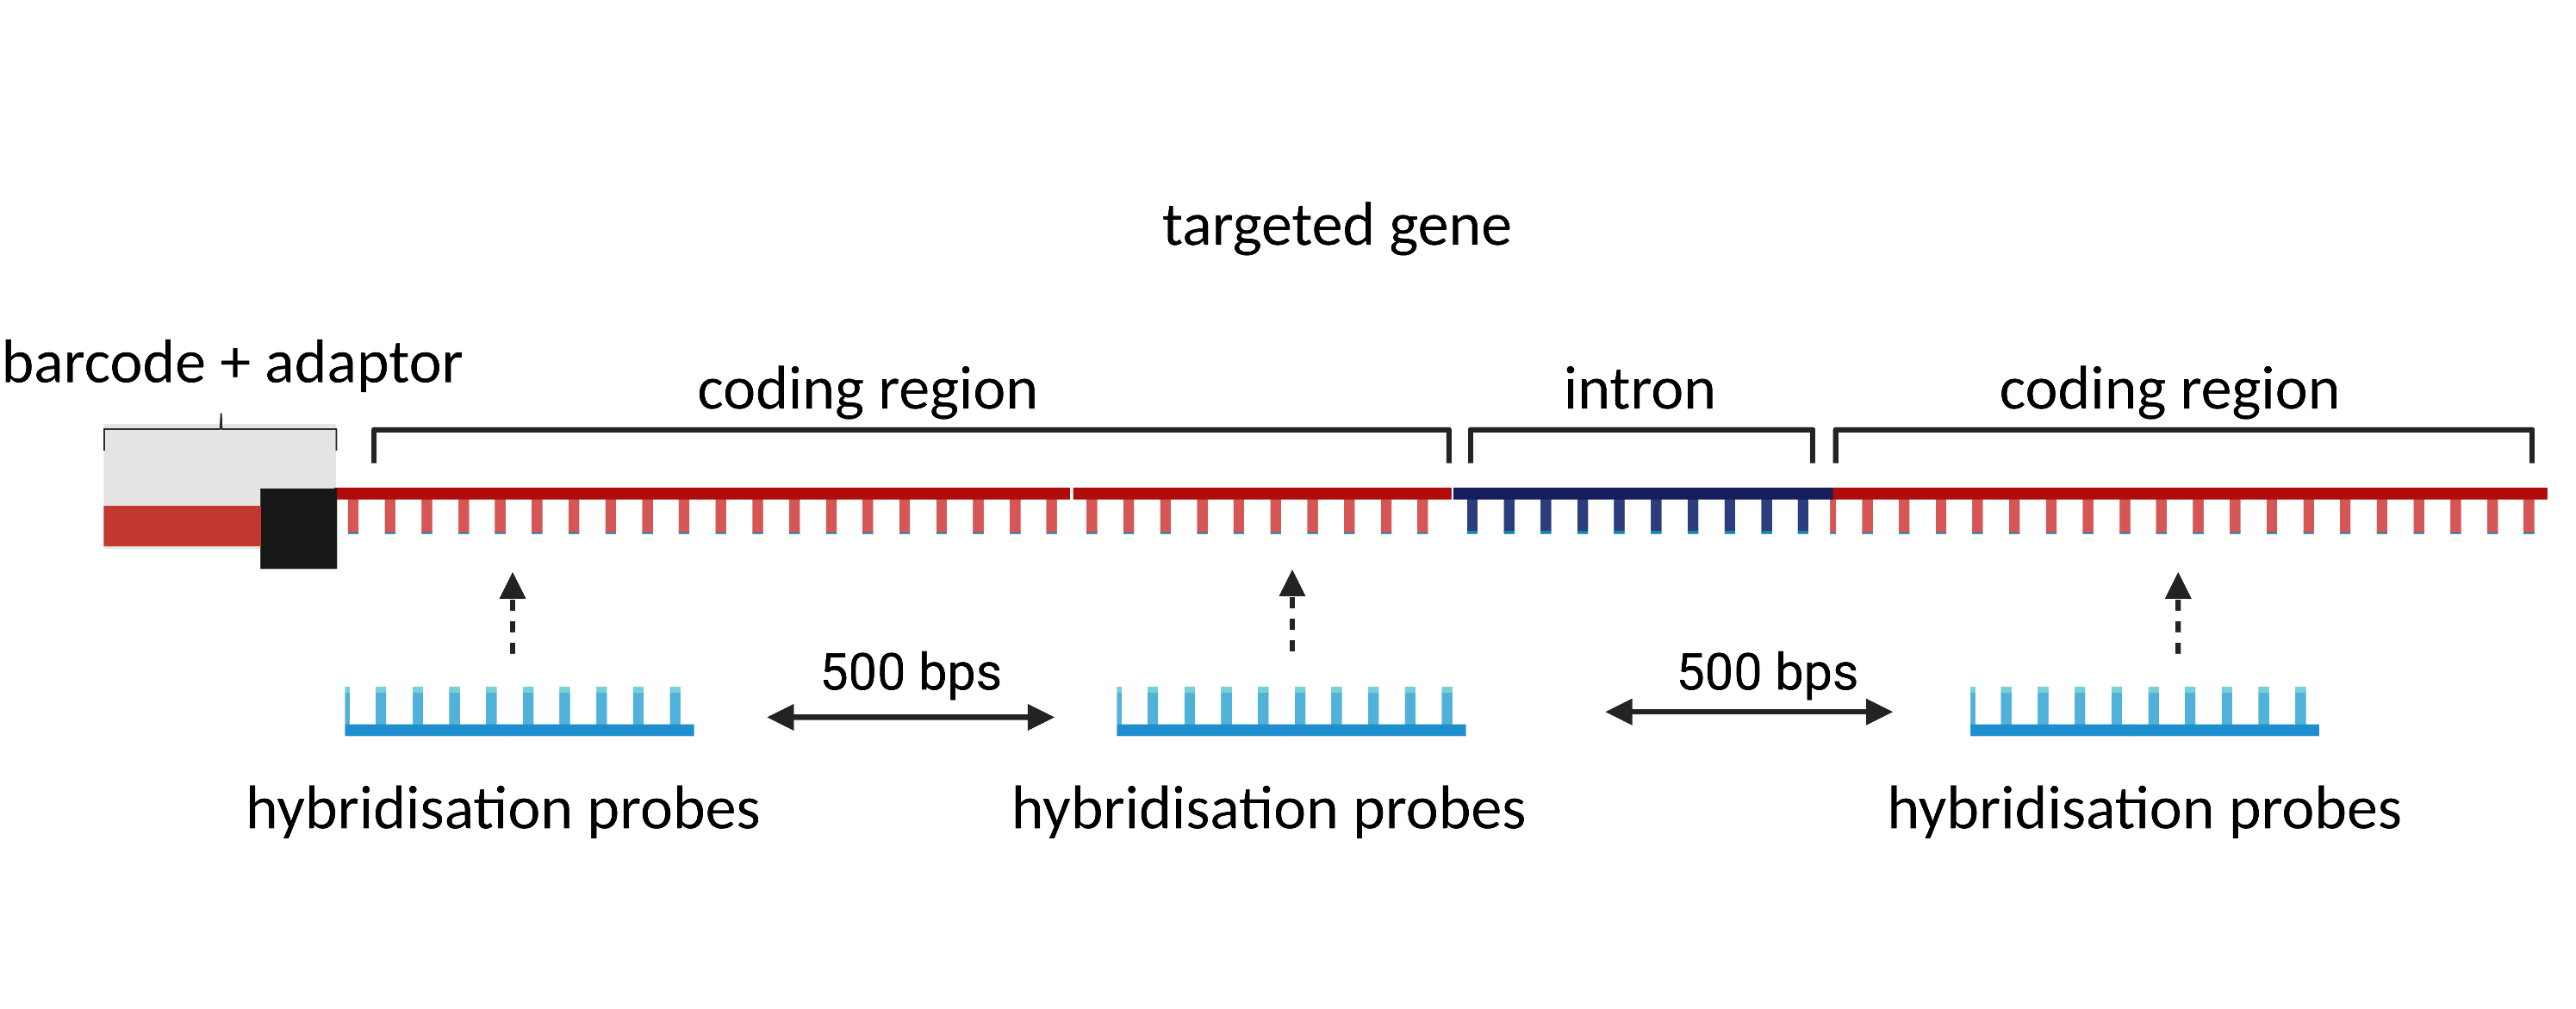 targeted gene
barcode + adaptor
coding region
intron
coding region
500 bps
500 bps
hybridisation probes
hybridisation probes
hybridisation probes